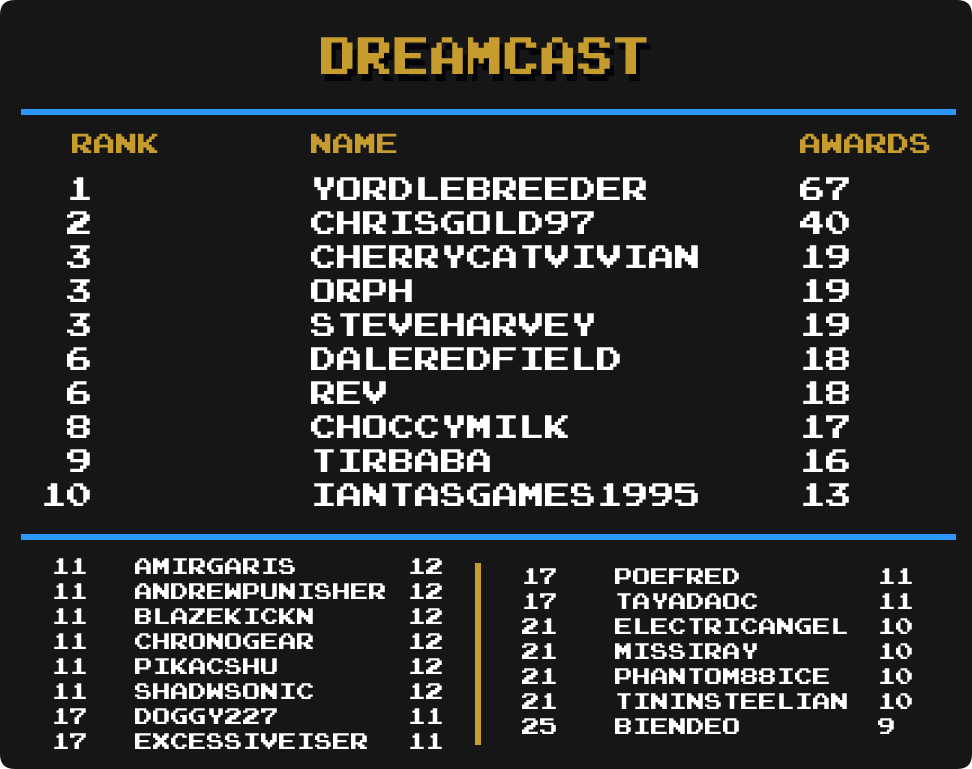 DREAMCAST
RANK NAME AWARDS
1 YORDLEBREEDER 67
2 CHRISGOLD97 40
3 CHERRYCATVIVIAN 19
3 ORPH 19
3 STEVEHARVEY 19
6 DALEREDFIELD 18
6 REV 18
8 CHOCCYMILK 17
9 TIRBABA 16
10 IANTASGAMES1995 13
11 AMIRGARIS 12
11 ANDREWPUNISHER 12
11 BLAZEKICKN 12
11 CHRONOGEAR 12
11 PIKACSHU 12
11 SHADWSONIC 12
17 DOGGY227 11
17 EXCESSIVEISER 11
17 POEFRED 11
17 TAYADAOC 11
21 ELECTRICANGEL 10
21 MISSIRAY 10
21 PHANTOM88ICE 10
21 TININSTEELIAN 10
25 BIENDEO 9